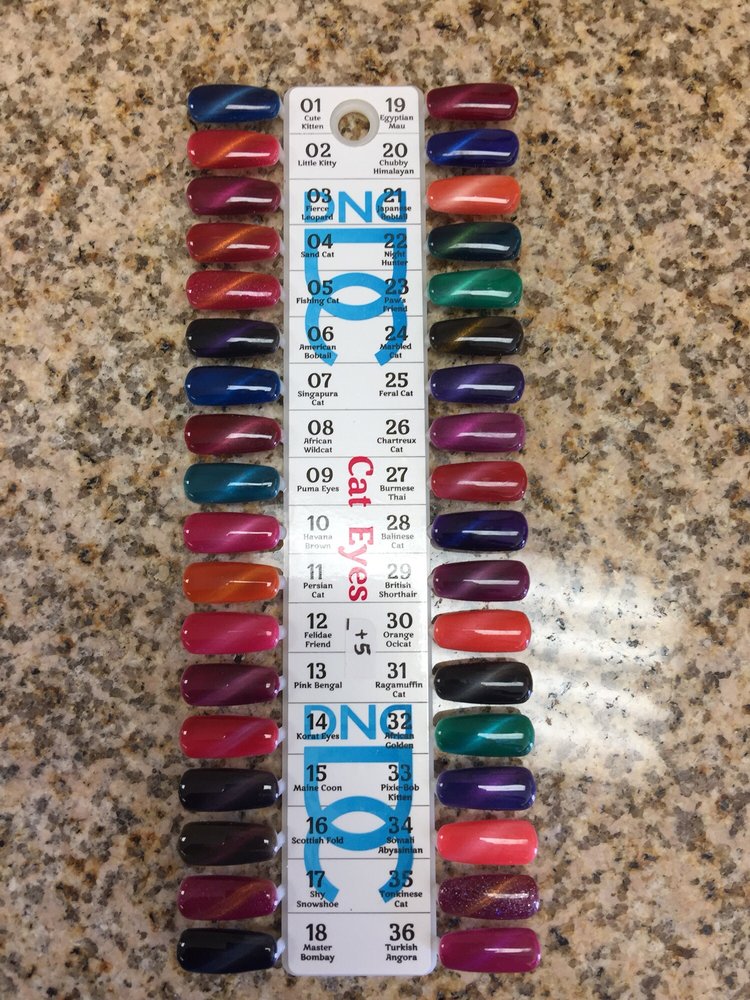 01
Cute
Kitten
19
Egyptian
Mau
02
Little Kitty
20
Chubby
Himalayan
DND
03
Fierce
Leopard
21
Japanese
Bobtail
04
Sand Cat
22
Night
Hunter
DC
05
Fishing Cat
23
Paws
Friend
06
American
Bobtail
24
Marbled
Cat
07
Singapura
Cat
25
Feral Cat
08
African
Wildcat
26
Chartreux
Cat
Cat Eyes
09
Puma Eyes
27
Burmese
Thai
10
Havana
Brown
28
Balinese
Cat
11
Persian
Cat
29
British
Shorthair
12
Felidae
Friend
30
Orange
Ocicat
+5
13
Pink Bengal
31
Ragamuffin
Cat
DND
14
Korat Eyes
32
African
Golden
DC
15
Maine Coon
33
Pixie-Bob
Kitten
16
Scottish Fold
34
Somali
Abyssinian
17
Shy
Snowshoe
35
Tonkinese
Cat
18
Master
Bombay
36
Turkish
Angora